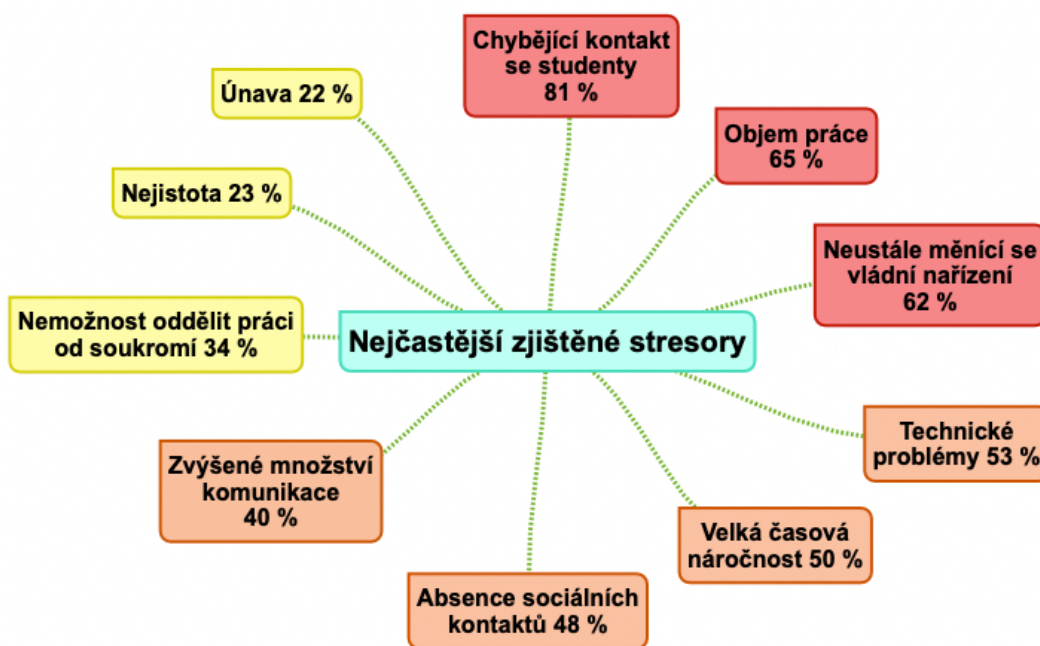 Chybějící kontakt
se studenty
81 %
Únava 22 %
Objem práce
65 %
Nejistota 23 %
Neustále měnící se
vládní nařízení
62 %
Nemožnost oddělit práci
od soukromí 34 %
Nejčastější zjištěné stresory
Technické
problémy 53 %
Zvýšené množství
komunikace
40 %
Velká časová
náročnost 50 %
Absence sociálních
kontaktů 48 %